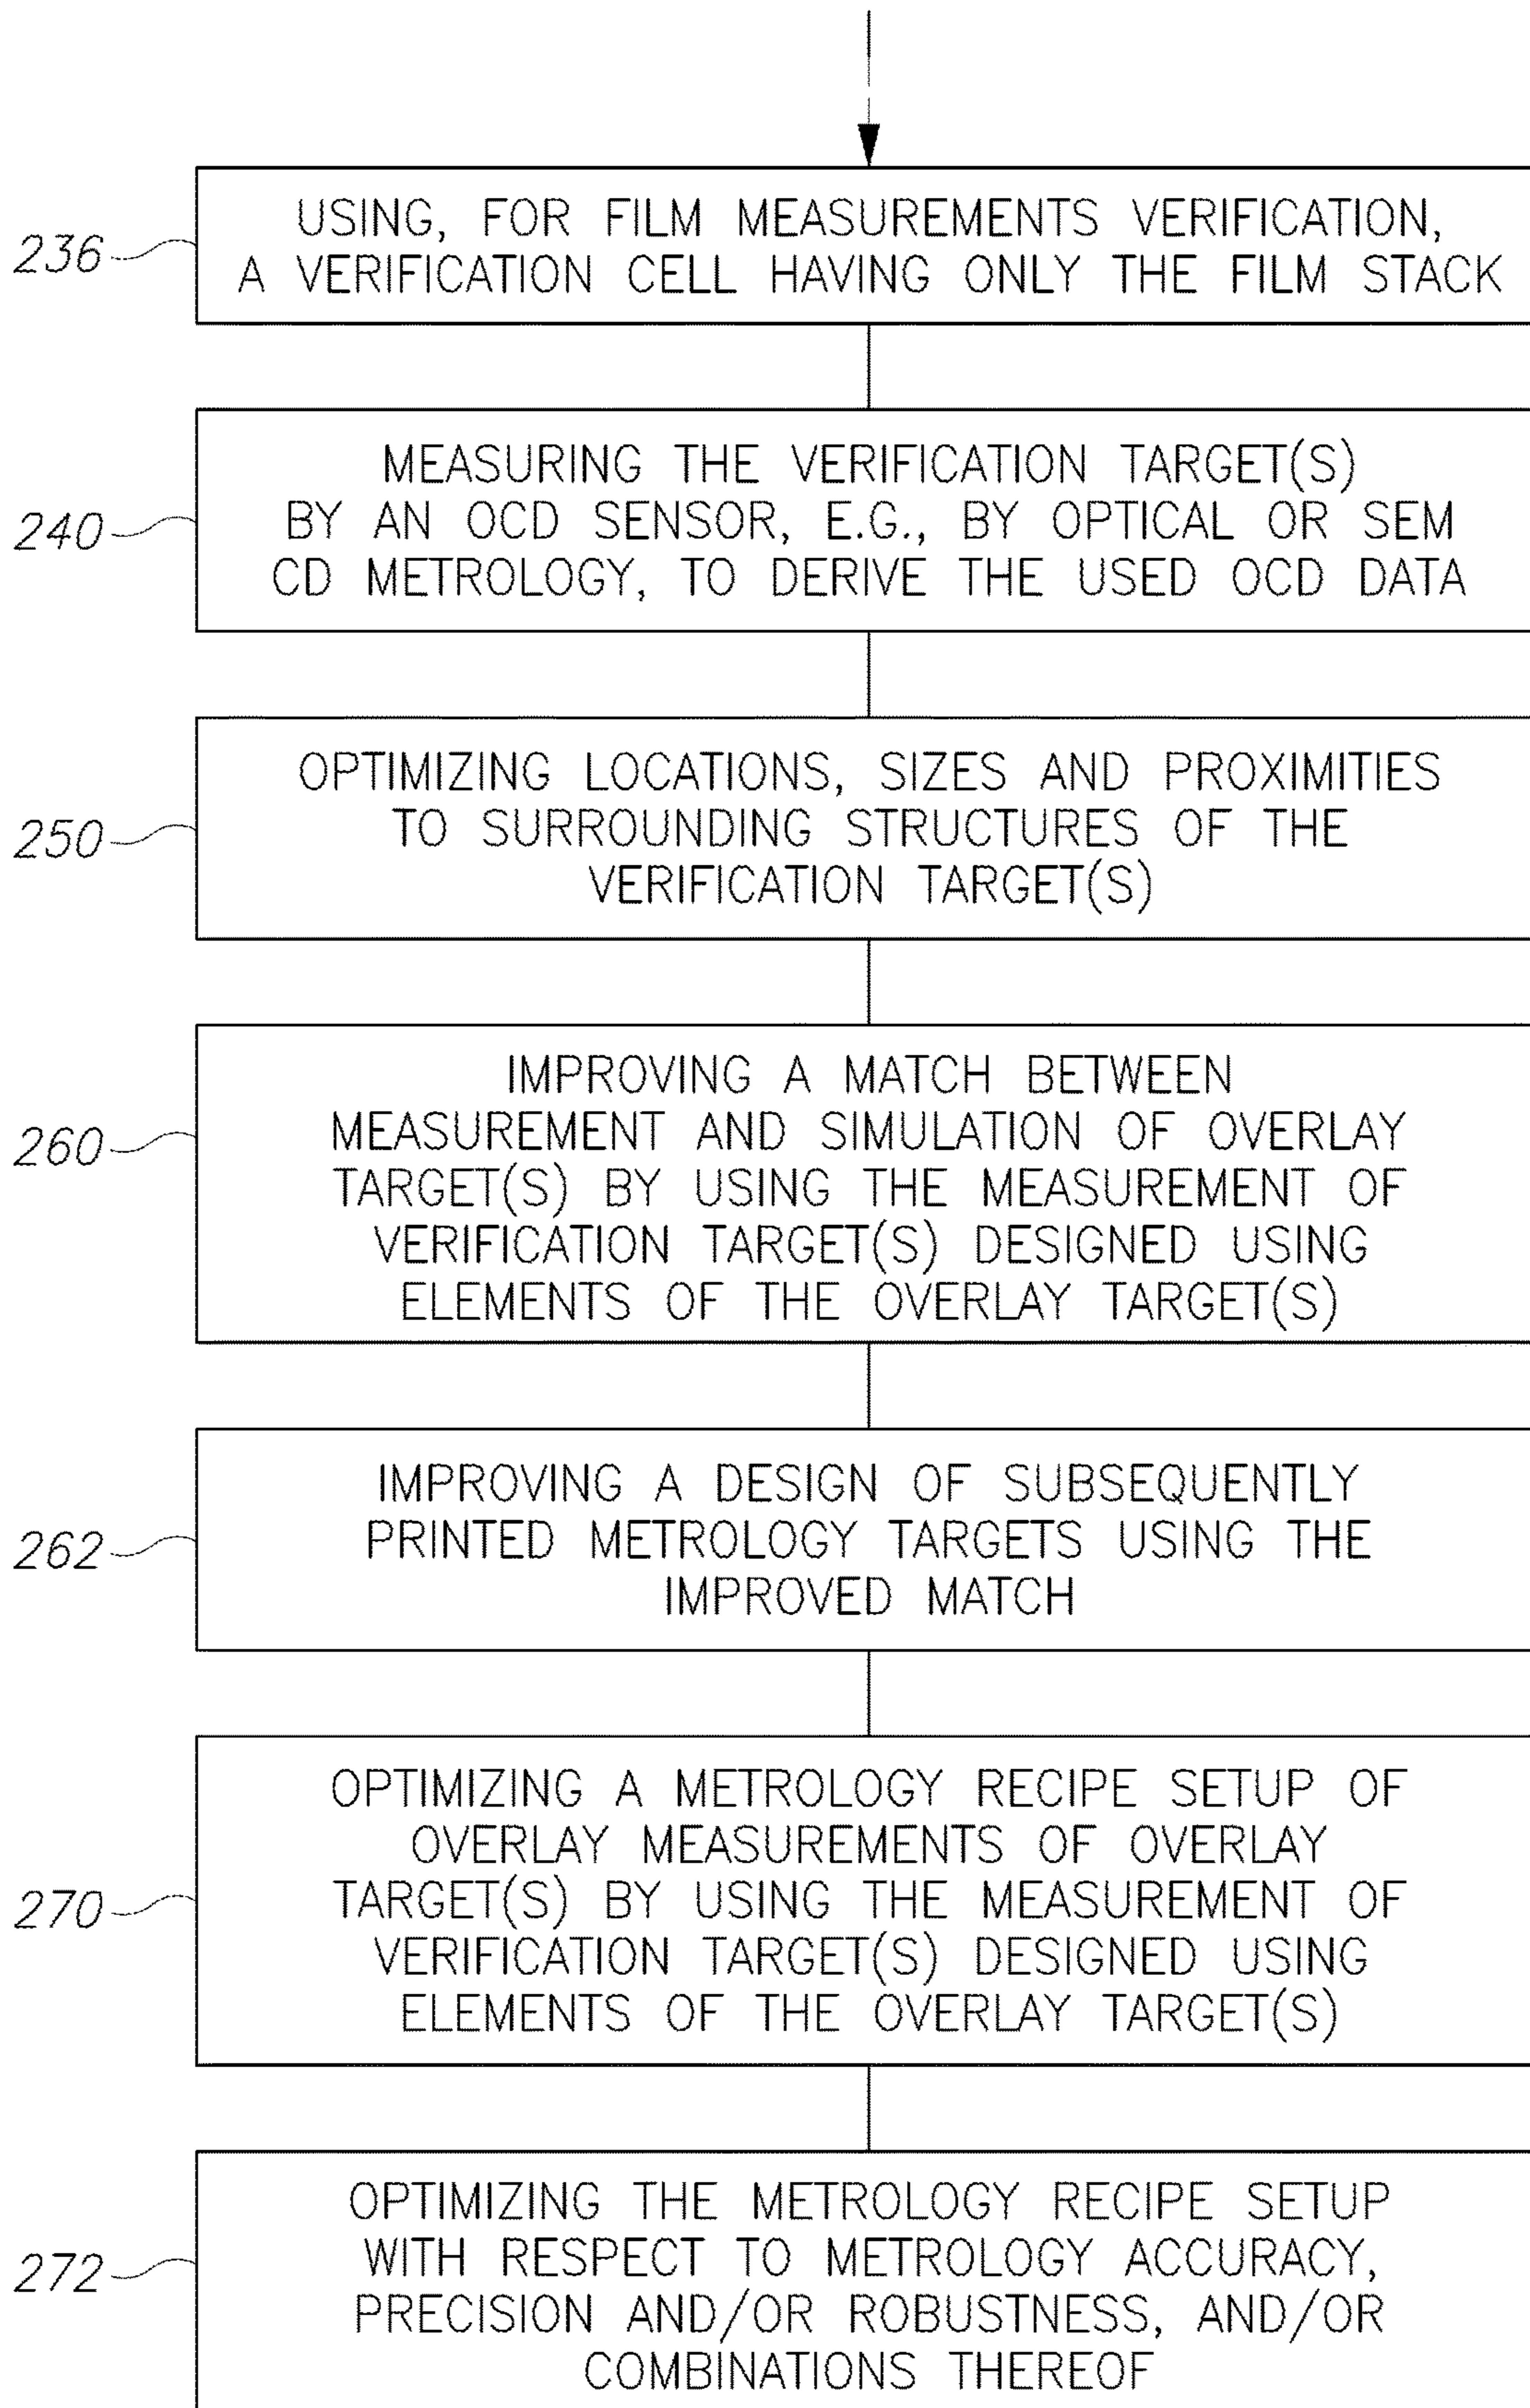 236
USING, FOR FILM MEASUREMENTS VERIFICATION,
A VERIFICATION CELL HAVING ONLY THE FILM STACK
240
MEASURING THE VERIFICATION TARGET(S)
BY AN OCD SENSOR, E.G., BY OPTICAL OR SEM
CD METROLOGY, TO DERIVE THE USED OCD DATA
250
OPTIMIZING LOCATIONS, SIZES AND PROXIMITIES
TO SURROUNDING STRUCTURES OF THE
VERIFICATION TARGET(S)
260
IMPROVING A MATCH BETWEEN
MEASUREMENT AND SIMULATION OF OVERLAY
TARGET(S) BY USING THE MEASUREMENT OF
VERIFICATION TARGET(S) DESIGNED USING
ELEMENTS OF THE OVERLAY TARGET(S)
262
IMPROVING A DESIGN OF SUBSEQUENTLY
PRINTED METROLOGY TARGETS USING THE
IMPROVED MATCH
270
OPTIMIZING A METROLOGY RECIPE SETUP OF
OVERLAY MEASUREMENTS OF OVERLAY
TARGET(S) BY USING THE MEASUREMENT OF
VERIFICATION TARGET(S) DESIGNED USING
ELEMENTS OF THE OVERLAY TARGET(S)
272
OPTIMIZING THE METROLOGY RECIPE SETUP
WITH RESPECT TO METROLOGY ACCURACY,
PRECISION AND/OR ROBUSTNESS, AND/OR
COMBINATIONS THEREOF